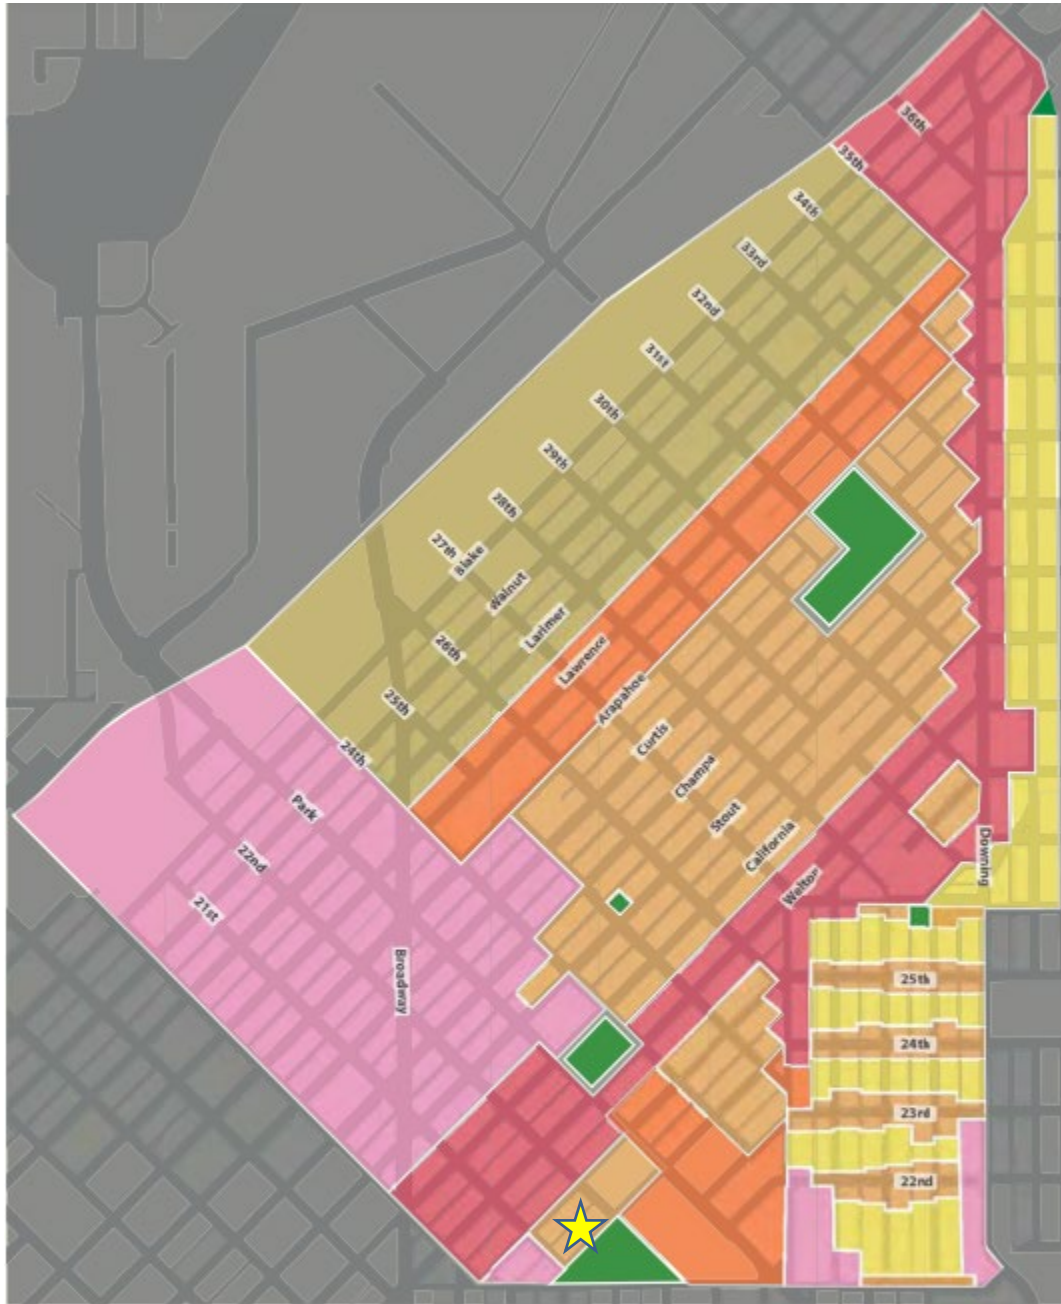 36th
35th
34th
33rd
32nd
31st
30th
29th
28th
27th
Blake
Walnut
Larimer
26th
Lawrence
25th
Arapahoe
24th
Curtis
Champa
Park
Stout
California
22nd
Downing
Welton
21st
Broadway
25th
24th
23rd
22nd